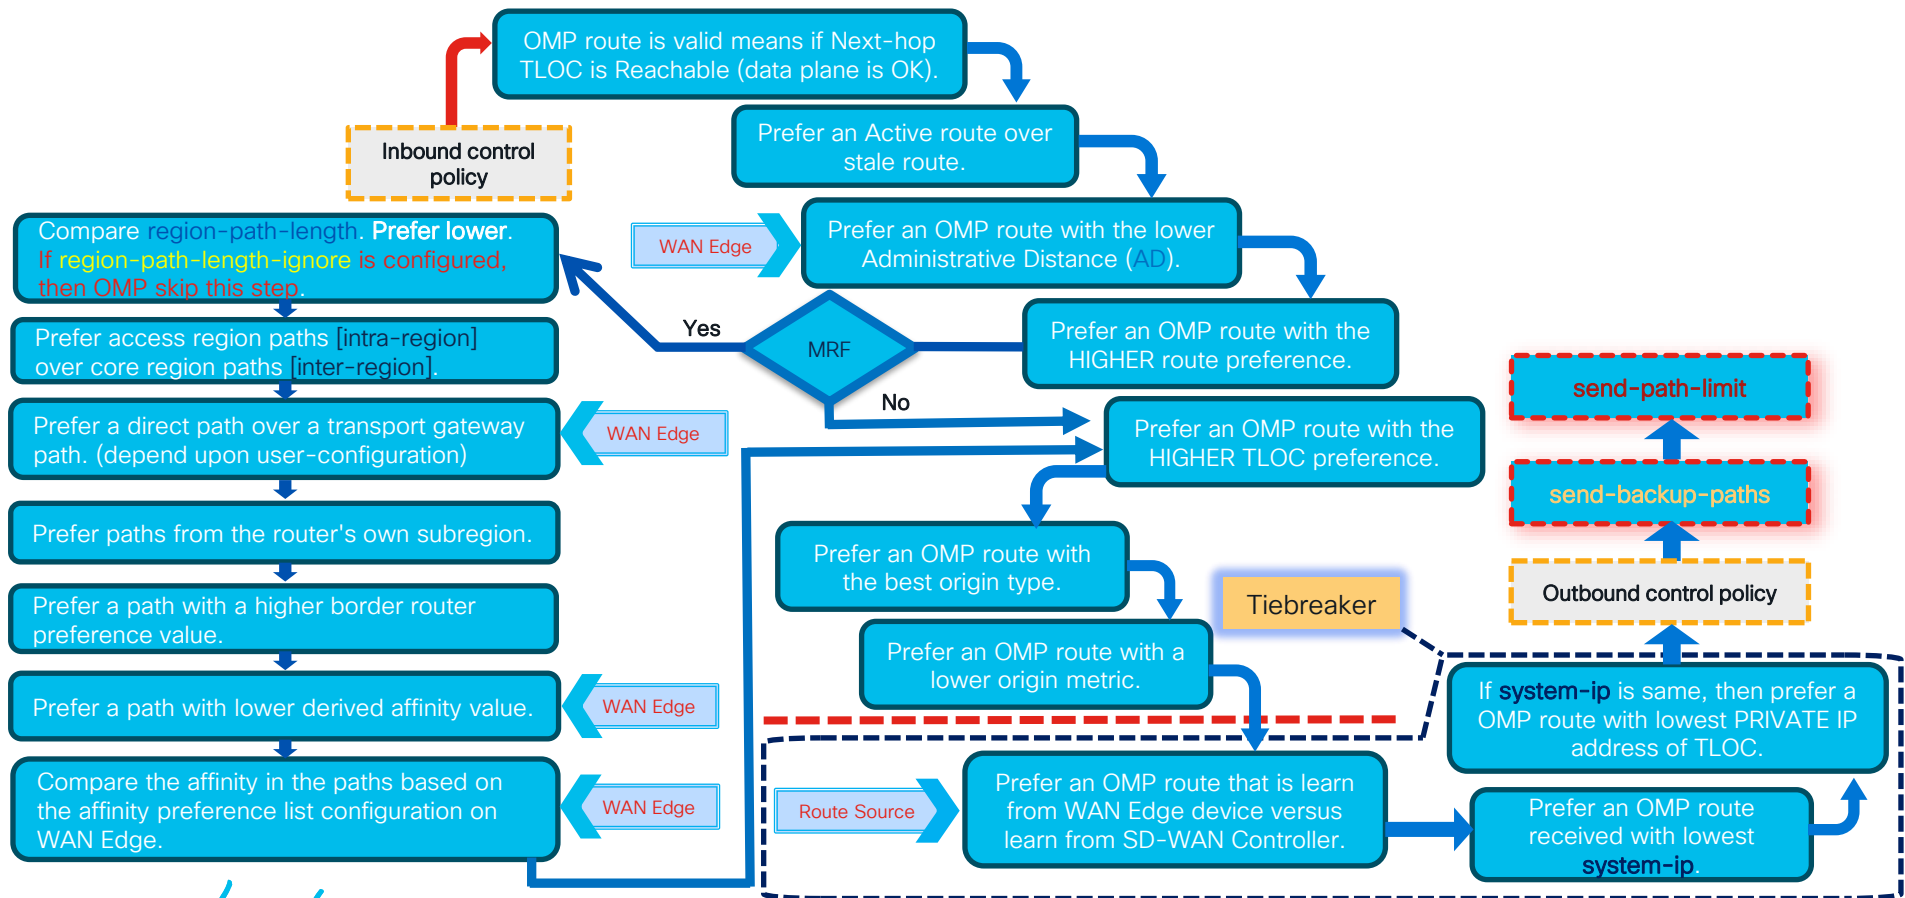 OMP route is valid means if Next-hop
TLOC is Reachable (data plane is OK).
Inbound control
policy
Prefer an Active route over
stale route.
WAN Edge
Prefer an OMP route with the lower
Administrative Distance (AD).
Prefer an OMP route with the
HIGHER route preference.
MRF
Yes
No
Compare region-path-length. Prefer lower.
If region-path-length-ignore is configured,
then OMP skip this step.
Prefer access region paths [intra-region]
over core region paths [inter-region].
Prefer a direct path over a transport gateway
path. (depend upon user-configuration)
WAN Edge
Prefer paths from the router's own subregion.
Prefer a path with a higher border router
preference value.
Prefer a path with lower derived affinity value.
WAN Edge
Compare the affinity in the paths based on
the affinity preference list configuration on
WAN Edge.
WAN Edge
Prefer an OMP route with the
HIGHER TLOC preference.
Prefer an OMP route with
the best origin type.
Prefer an OMP route with a
lower origin metric.
Tiebreaker
Route Source
Prefer an OMP route that is learn
from WAN Edge device versus
learn from SD-WAN Controller.
Prefer an OMP route
received with lowest
system-ip.
If system-ip is same, then prefer a
OMP route with lowest PRIVATE IP
address of TLOC.
Outbound control policy
send-backup-paths
send-path-limit